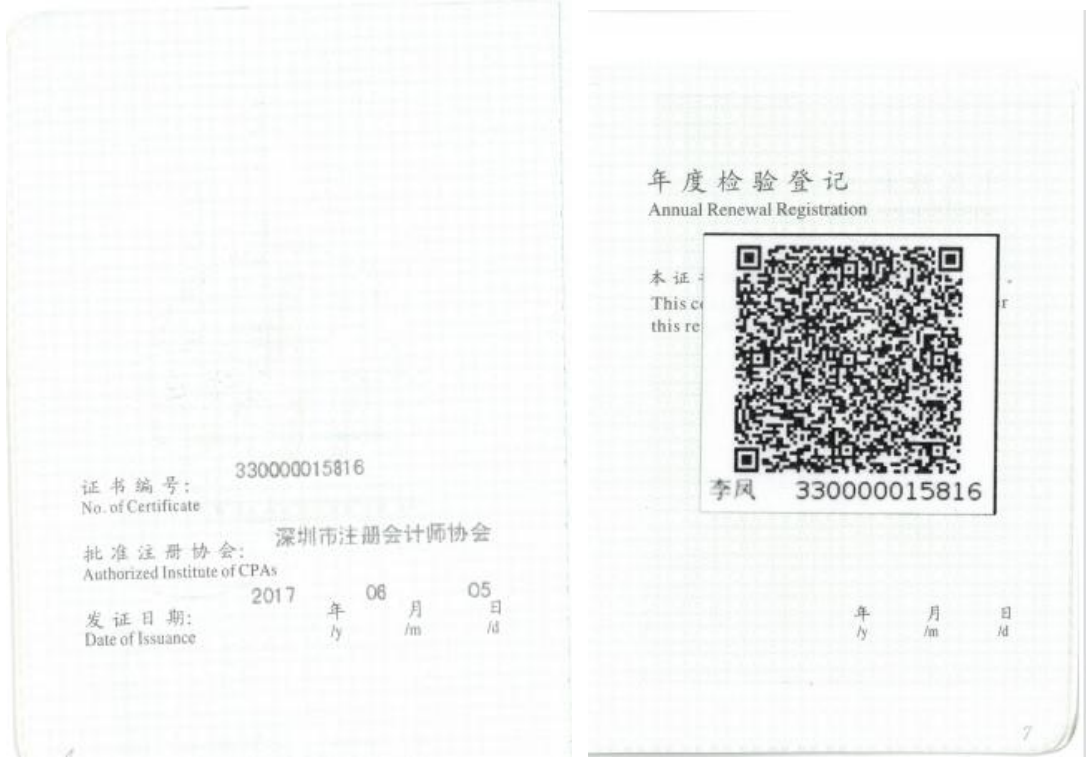 330000015816
证书编号：
No. of Certificate
深圳市注册会计师协会
批准注册协会：
Authorized Institute of CPAs
2017 06 05
发证日期： 年 月 日
Date of Issuance /y /m /d
年度检验登记
Annual Renewal Registration
本证
This
this
李凤 330000015816
年 月 日
/y /m /d
7